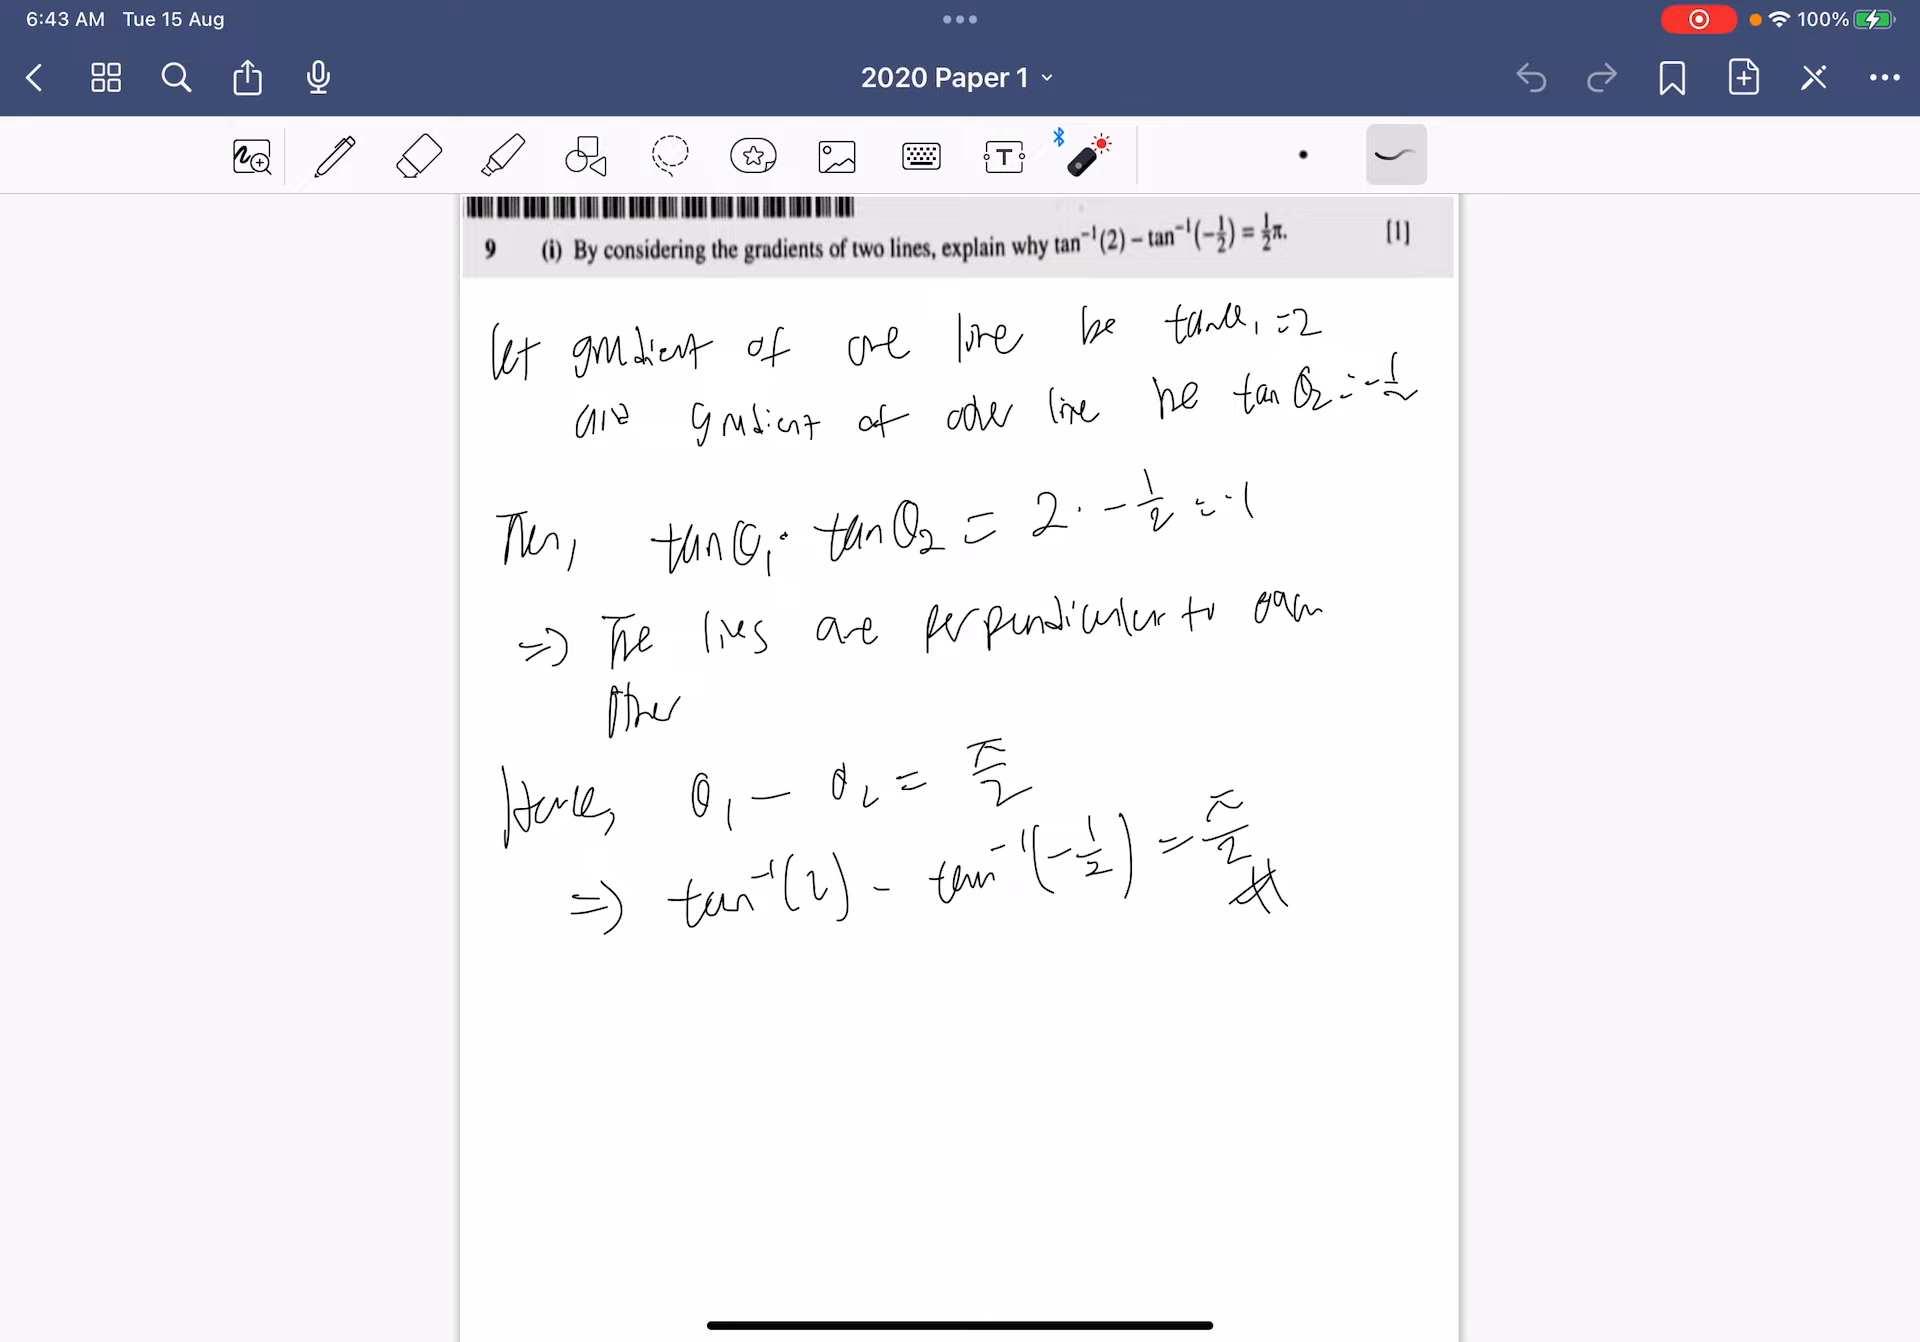 6:43 AM Tue 15 Aug
100%
2020 Paper 1
9 (i) By considering the gradients of two lines, explain why tan⁻¹(2) − tan⁻¹(−½) = ½π. [1]
let gradient of one line be tanθ₁ = 2
and gradient of other line be tan θ₂ = -½
Then, tanθ₁ · tanθ₂ = 2 · -½ = -1
⇒ The lines are perpendicular to each
other
Hence, θ₁ − θ₂ = π/2
⇒ tan⁻¹(2) − tan⁻¹(−½) = π/2